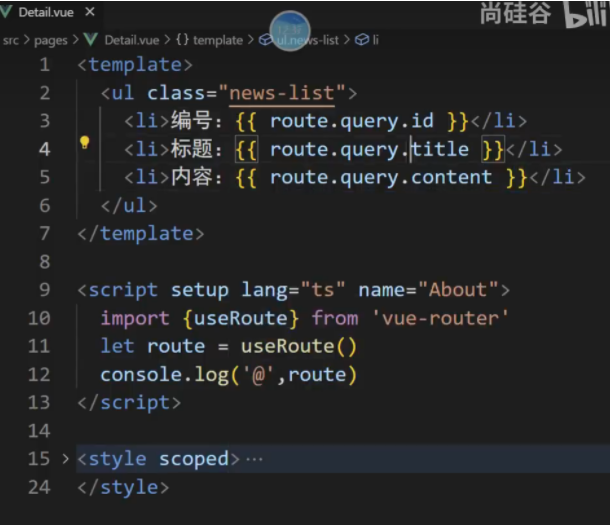 Detail.vue ×
尚硅谷 bili
src > pages > Detail.vue > {} template > ul.news-list > li
1 <template>
2 <ul class="news-list">
3 <li>编号：{{ route.query.id }}</li>
4 <li>标题：{{ route.query.title }}</li>
5 <li>内容：{{ route.query.content }}</li>
6 </ul>
7 </template>
8
9 <script setup lang="ts" name="About">
10 import {useRoute} from 'vue-router'
11 let route = useRoute()
12 console.log('@',route)
13 </script>
14
15 > <style scoped>…
24 </style>